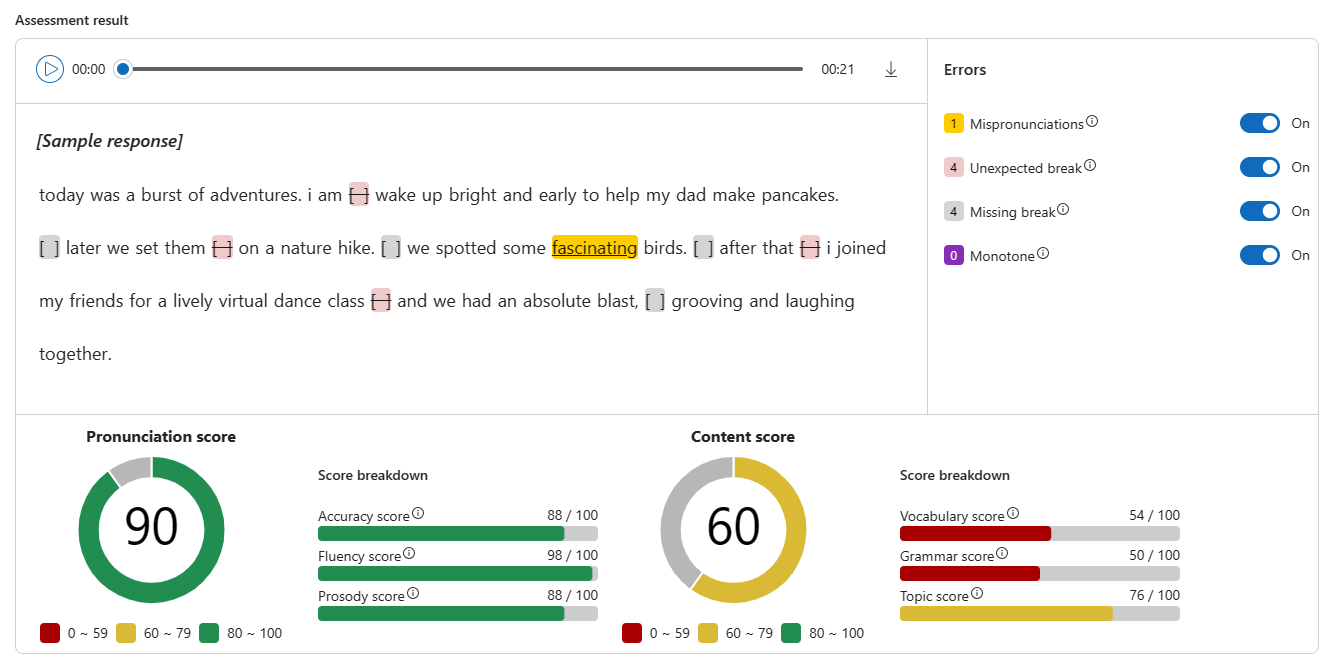 Assessment result
00:00
00:21
Errors
[Sample response]
today was a burst of adventures. i am [ ] wake up bright and early to help my dad make pancakes.
[ ] later we set them [ ] on a nature hike. [ ] we spotted some fascinating birds. [ ] after that [ ] i joined
my friends for a lively virtual dance class [ ] and we had an absolute blast, [ ] grooving and laughing
together.
1 Mispronunciations On
4 Unexpected break On
4 Missing break On
0 Monotone On
Pronunciation score
90
0 ~ 59 60 ~ 79 80 ~ 100
Score breakdown
Accuracy score 88 / 100
Fluency score 98 / 100
Prosody score 88 / 100
Content score
60
0 ~ 59 60 ~ 79 80 ~ 100
Score breakdown
Vocabulary score 54 / 100
Grammar score 50 / 100
Topic score 76 / 100